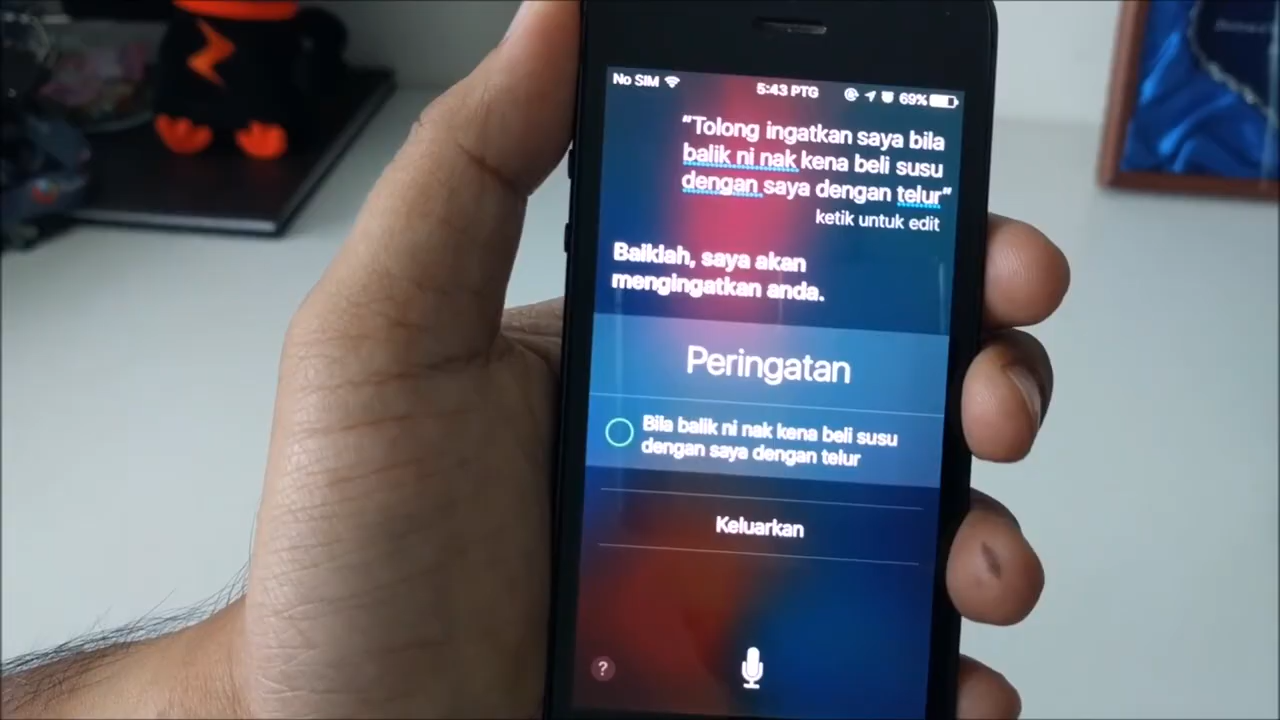 No SIM 5:43 PTG 69%
“Tolong ingatkan saya bila
balik ni nak kena beli susu
dengan saya dengan telur”
ketik untuk edit
Baiklah, saya akan
mengingatkan anda.
Peringatan
Bila balik ni nak kena beli susu
dengan saya dengan telur
Keluarkan
?